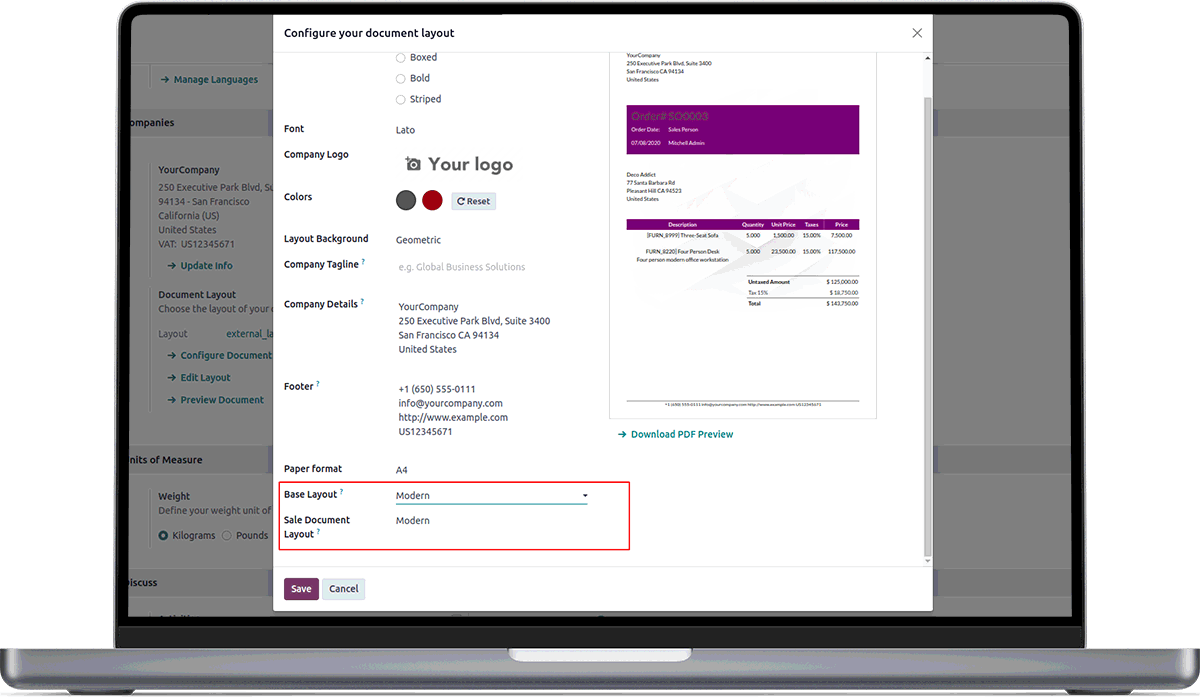 Configure your document layout
Manage Languages
ompanies
YourCompany
250 Executive Park Blvd, Su
94134 - San Francisco
California (US)
United States
VAT: US12345671
Update Info
Document Layout
Choose the layout of your d
Layout external_la
Configure Document
Edit Layout
Preview Document
nits of Measure
Weight
Define your weight unit of
Kilograms Pounds
iscuss
Boxed
Bold
Striped
Font Lato
Company Logo Your logo
Colors Reset
Layout Background Geometric
Company Tagline ? e.g. Global Business Solutions
Company Details ? YourCompany
250 Executive Park Blvd, Suite 3400
San Francisco CA 94134
United States
Footer ? +1 (650) 555-0111
info@yourcompany.com
http://www.example.com
US12345671
Paper format A4
Base Layout ? Modern
Sale Document
Layout ? Modern
Save Cancel
YourCompany
250 Executive Park Blvd, Suite 3400
San Francisco CA 94134
United States
Order# SO0003
Order Date: Sales Person
07/08/2020 Mitchell Admin
Deco Addict
77 Santa Barbara Rd
Pleasant Hill CA 94523
United States
Description Quantity Unit Price Taxes Price
[FURN_8999] Three-Seat Sofa 5.000 1,500.00 15.00% 7,500.00
[FURN_8220] Four Person Desk 5.000 23,500.00 15.00% 117,500.00
Four person modern office workstation
Untaxed Amount $ 125,000.00
Tax 15% $ 18,750.00
Total $ 143,750.00
+1 (650) 555-0111 info@yourcompany.com http://www.example.com US12345671
Download PDF Preview